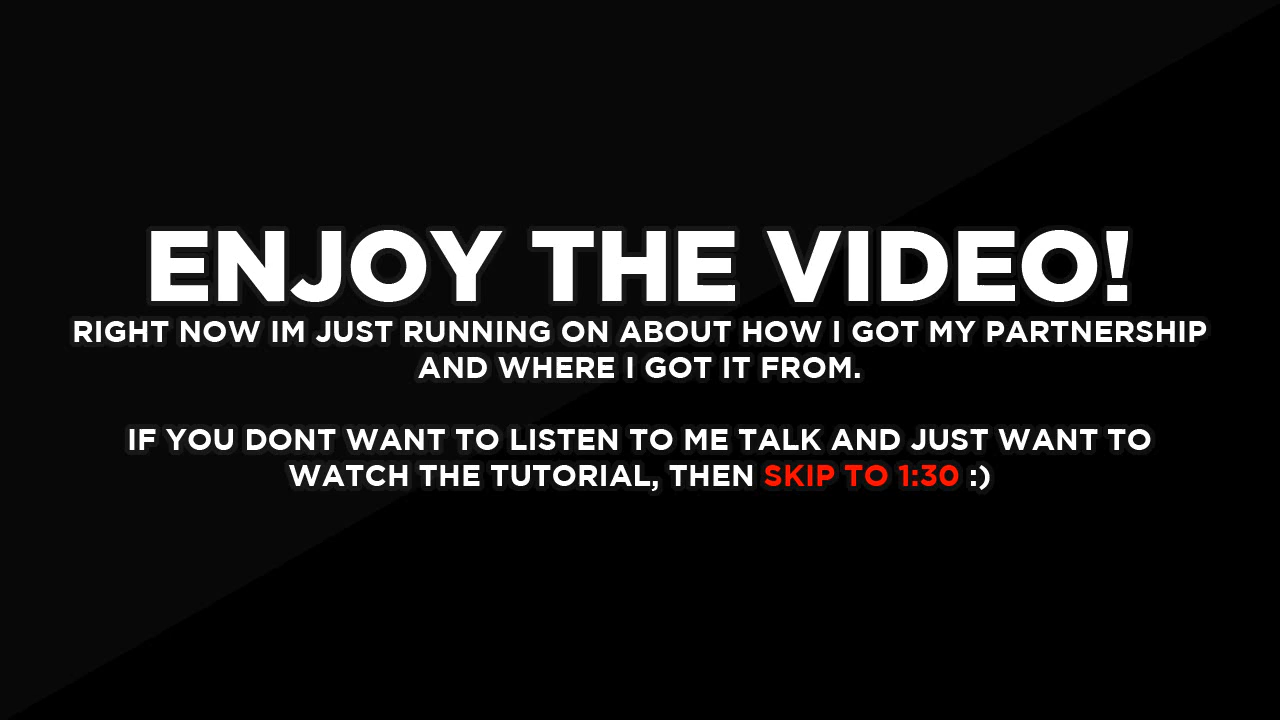 ENJOY THE VIDEO!
RIGHT NOW IM JUST RUNNING ON ABOUT HOW I GOT MY PARTNERSHIP
AND WHERE I GOT IT FROM.
IF YOU DONT WANT TO LISTEN TO ME TALK AND JUST WANT TO
WATCH THE TUTORIAL, THEN SKIP TO 1:30 :)